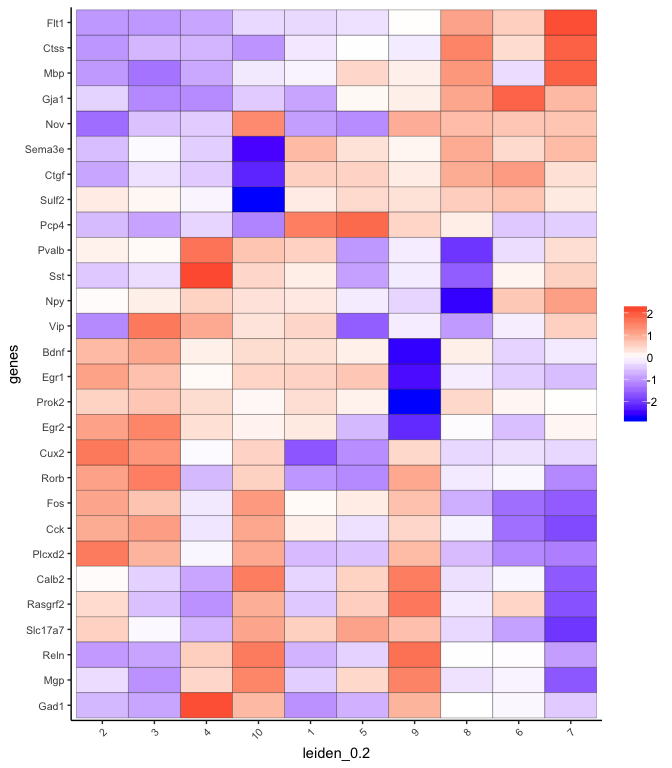 Flt1
Ctss
Mbp
Gja1
Nov
Sema3e
Ctgf
Sulf2
Pcp4
Pvalb
Sst
Npy
Vip
Bdnf
Egr1
Prok2
Egr2
Cux2
Rorb
Fos
Cck
Plcxd2
Calb2
Rasgrf2
Slc17a7
Reln
Mgp
Gad1
genes
2 3 4 10 1 5 9 8 6 7
leiden_0.2
2
1
0
-1
-2